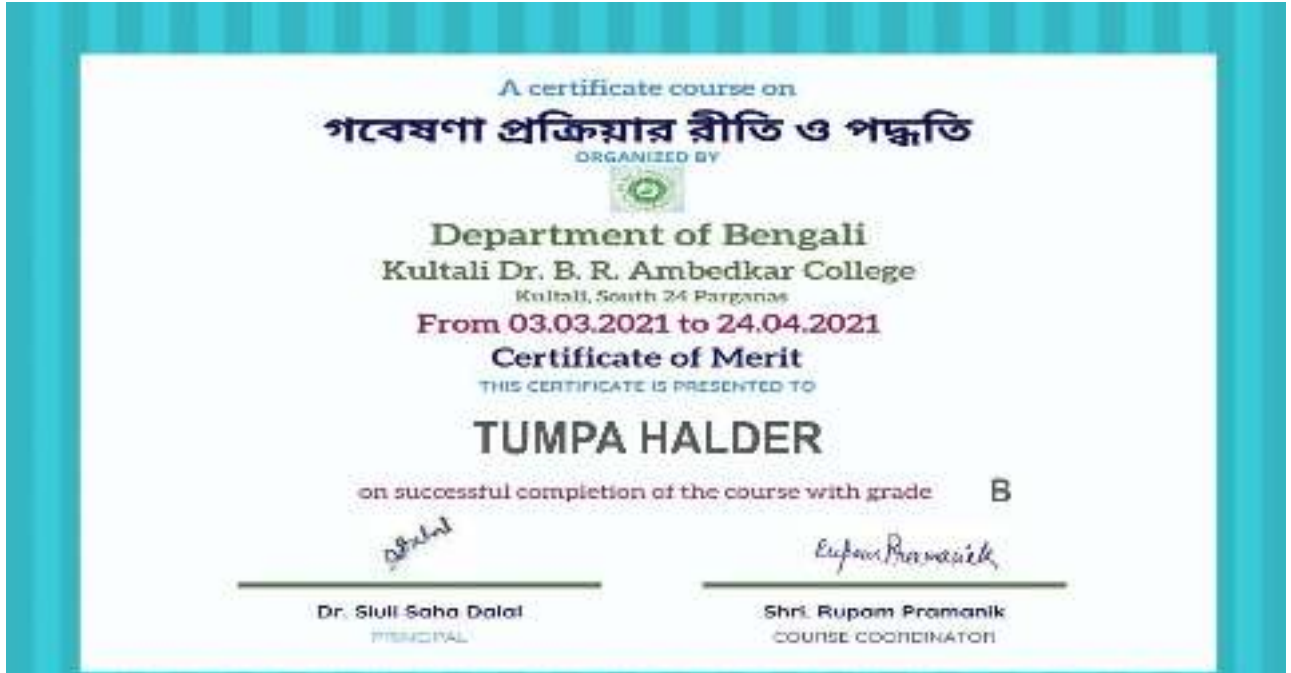 A certificate course on
গবেষণা প্রক্রিয়ার রীতি ও পদ্ধতি
ORGANIZED BY
Department of Bengali
Kultali Dr. B. R. Ambedkar College
Kultali, South 24 Parganas
From 03.03.2021 to 24.04.2021
Certificate of Merit
THIS CERTIFICATE IS PRESENTED TO
TUMPA HALDER
on successful completion of the course with grade B
Rupam Pramanik
Dr. Siuli Saha Dalal Shri. Rupam Pramanik
PRINCIPAL COURSE COORDINATOR